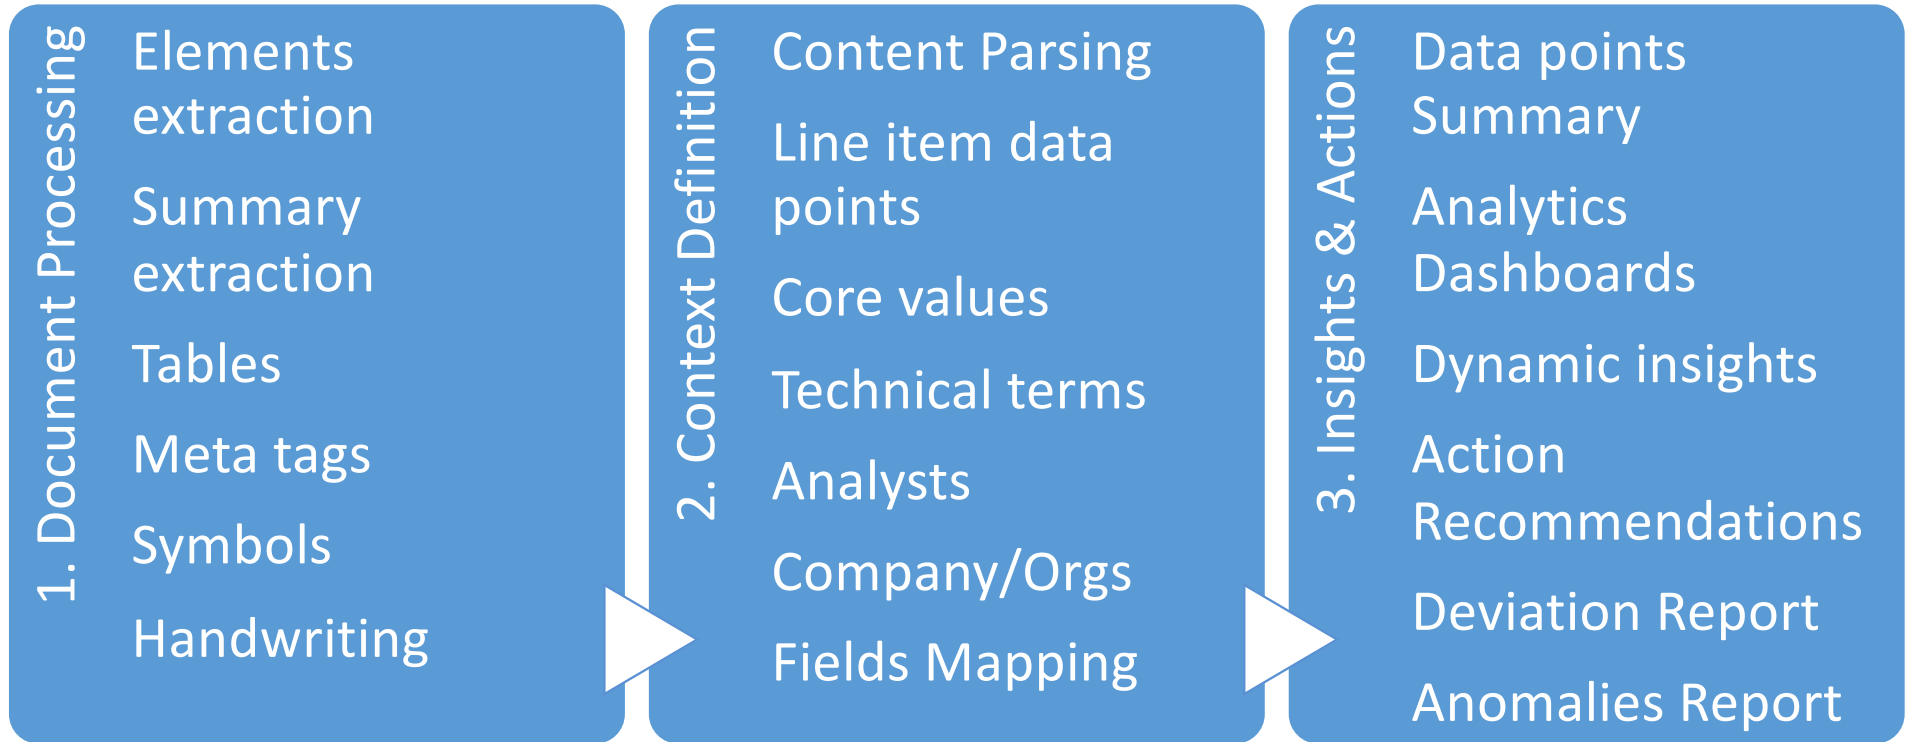 1. Document Processing
Elements
extraction
Summary
extraction
Tables
Meta tags
Symbols
Handwriting
2. Context Definition
Content Parsing
Line item data
points
Core values
Technical terms
Analysts
Company/Orgs
Fields Mapping
3. Insights & Actions
Data points
Summary
Analytics
Dashboards
Dynamic insights
Action
Recommendations
Deviation Report
Anomalies Report